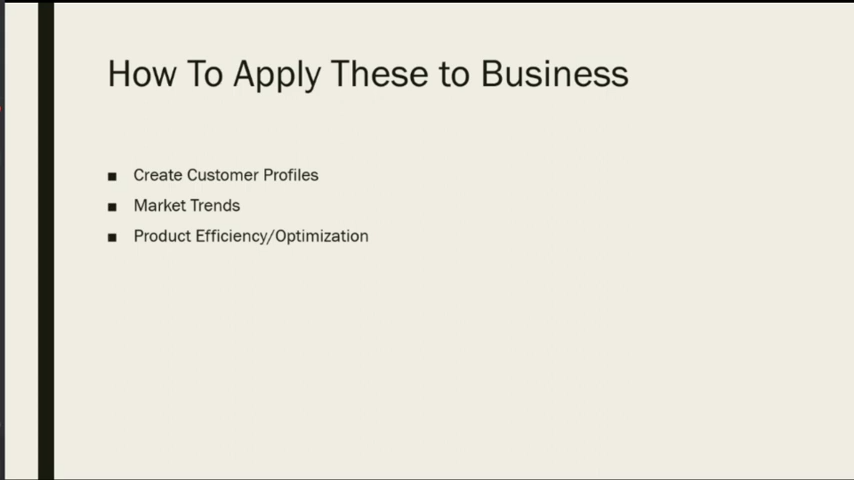 How To Apply These to Business
■ Create Customer Profiles
■ Market Trends
■ Product Efficiency/Optimization